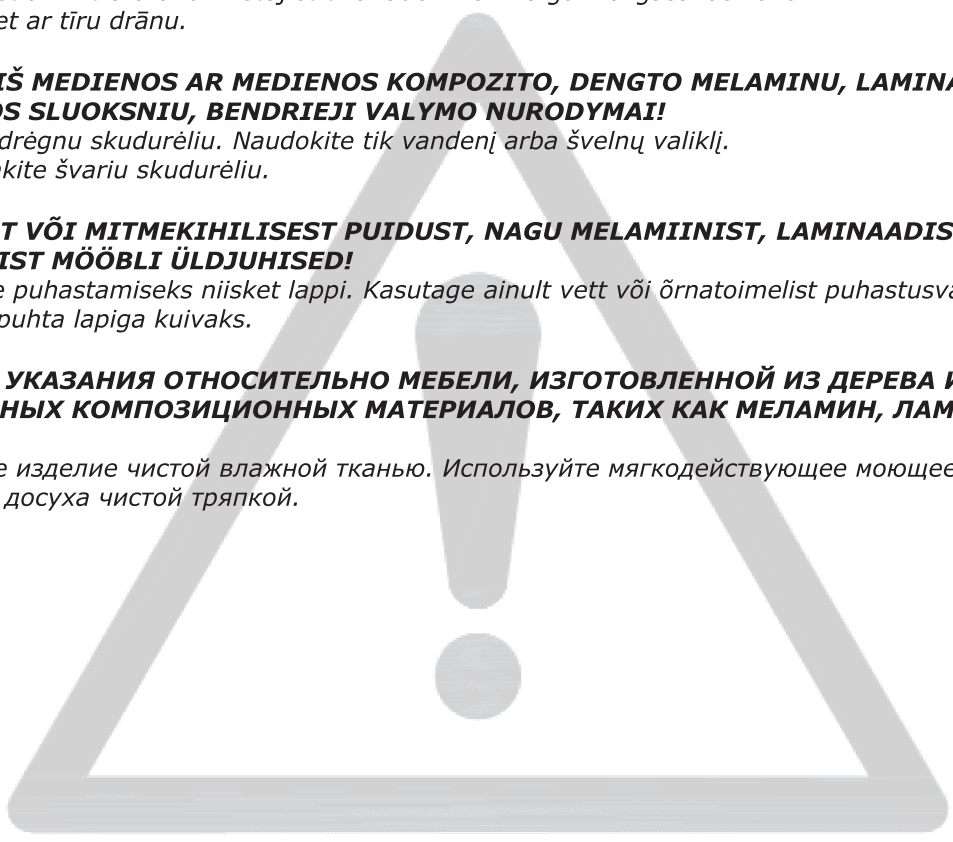 et ar tīru drānu.
IŠ MEDIENOS AR MEDIENOS KOMPOZITO, DENGTO MELAMINU, LAMINA
OS SLUOKSNIU, BENDRIEJI VALYMO NURODYMAI!
drėgnu skudurėliu. Naudokite tik vandenį arba švelnų valiklį.
kite švariu skudurėliu.
T VÕI MITMEKIHILISEST PUIDUST, NAGU MELAMIINIST, LAMINAADIS
IST MÖÖBLI ÜLDJUHISED!
e puhastamiseks niisket lappi. Kasutage ainult vett või õrnatoimelist puhastusva
puhta lapiga kuivaks.
УКАЗАНИЯ ОТНОСИТЕЛЬНО МЕБЕЛИ, ИЗГОТОВЛЕННОЙ ИЗ ДЕРЕВА И
НЫХ КОМПОЗИЦИОННЫХ МАТЕРИАЛОВ, ТАКИХ КАК МЕЛАМИН, ЛАМ
е изделие чистой влажной тканью. Используйте мягкодействующее моющее
досуха чистой тряпкой.